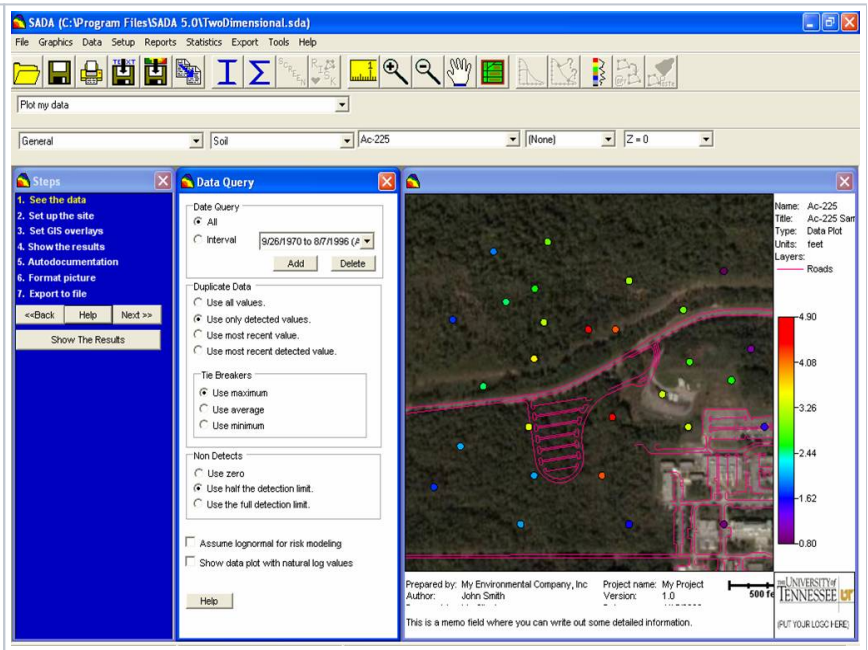 SADA (C:\Program Files\SADA 5.0\TwoDimensional.sda)
File Graphics Data Setup Reports Statistics Export Tools Help
TEXT
SCREEN RISK
Plot my data
General Soil Ac-225 (None) Z = 0
Steps
1. See the data
2. Set up the site
3. Set GIS overlays
4. Show the results
5. Autodocumentation
6. Format picture
7. Export to file
<<Back Help Next >>
Show The Results
Data Query
Date Query
All
Interval 9/26/1970 to 8/7/1996 (A
Add Delete
Duplicate Data
Use all values.
Use only detected values.
Use most recent value.
Use most recent detected value.
Tie Breakers
Use maximum
Use average
Use minimum
Non Detects
Use zero
Use half the detection limit.
Use the full detection limit.
Assume lognormal for risk modeling
Show data plot with natural log values
Help
Name: Ac-225
Title: Ac-225 Sam
Type: Data Plot
Units: feet
Layers:
Roads
4.90
4.08
3.26
2.44
1.62
0.80
Prepared by: My Environmental Company, Inc
Author: John Smith
Project name: My Project
Version: 1.0
500 fe
This is a memo field where you can write out some detailed information.
THE UNIVERSITY of
TENNESSEE UT
(PUT YOUR LOGO HERE)